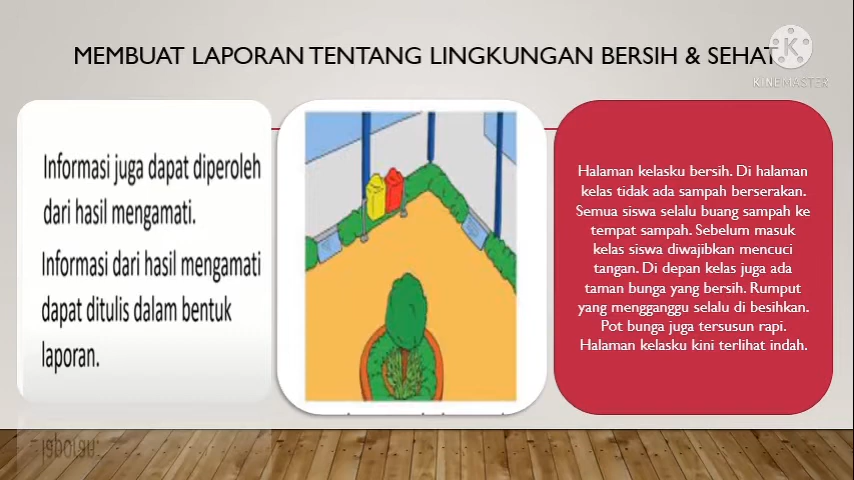 MEMBUAT LAPORAN TENTANG LINGKUNGAN BERSIH & SEHAT
KINEMASTER
Informasi juga dapat diperoleh
dari hasil mengamati.
Informasi dari hasil mengamati
dapat ditulis dalam bentuk
laporan.
Halaman kelasku bersih. Di halaman
kelas tidak ada sampah berserakan.
Semua siswa selalu buang sampah ke
tempat sampah. Sebelum masuk
kelas siswa diwajibkan mencuci
tangan. Di depan kelas juga ada
taman bunga yang bersih. Rumput
yang mengganggu selalu di besihkan.
Pot bunga juga tersusun rapi.
Halaman kelasku kini terlihat indah.